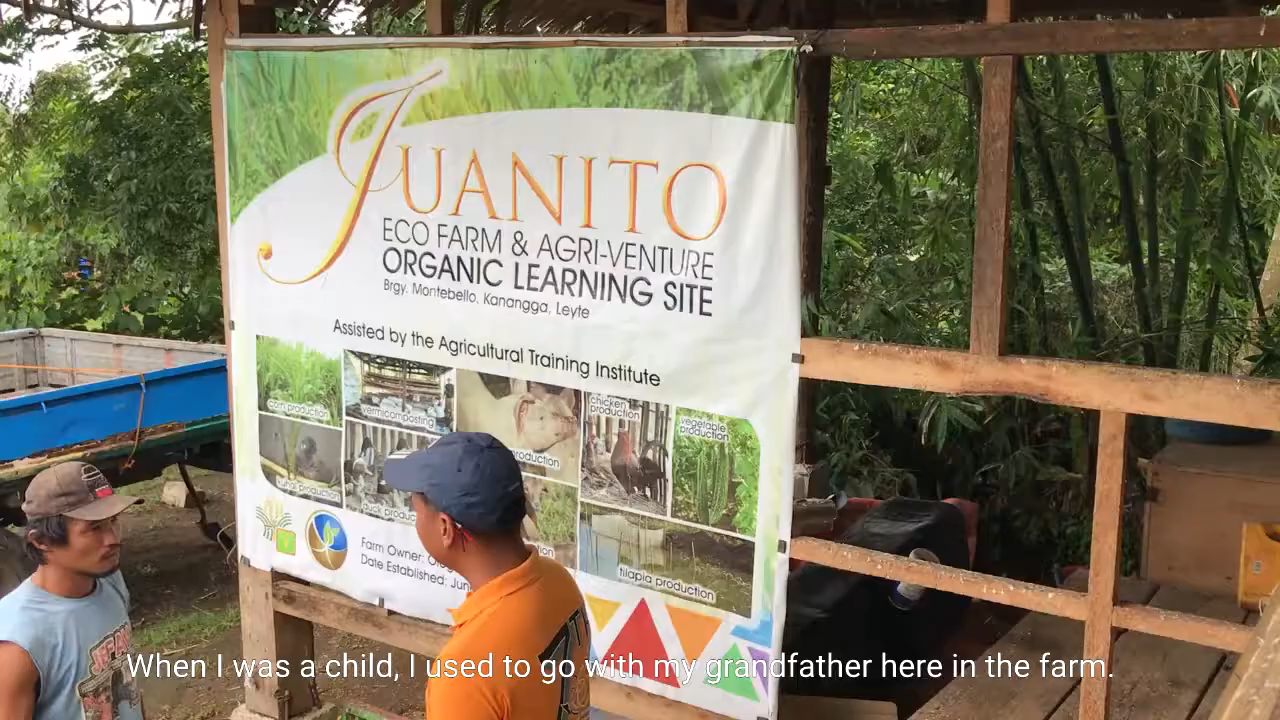 JUANITO
ECO FARM & AGRI-VENTURE
ORGANIC LEARNING SITE
Brgy. Montebello, Kananga, Leyte
Assisted by the Agricultural Training Institute
corn production
vermicomposting
production
chicken
production
vegetable
production
production
duck
tilapia production
Farm Owner:
Date Established:
When I was a child, I used to go with my grandfather here in the farm.